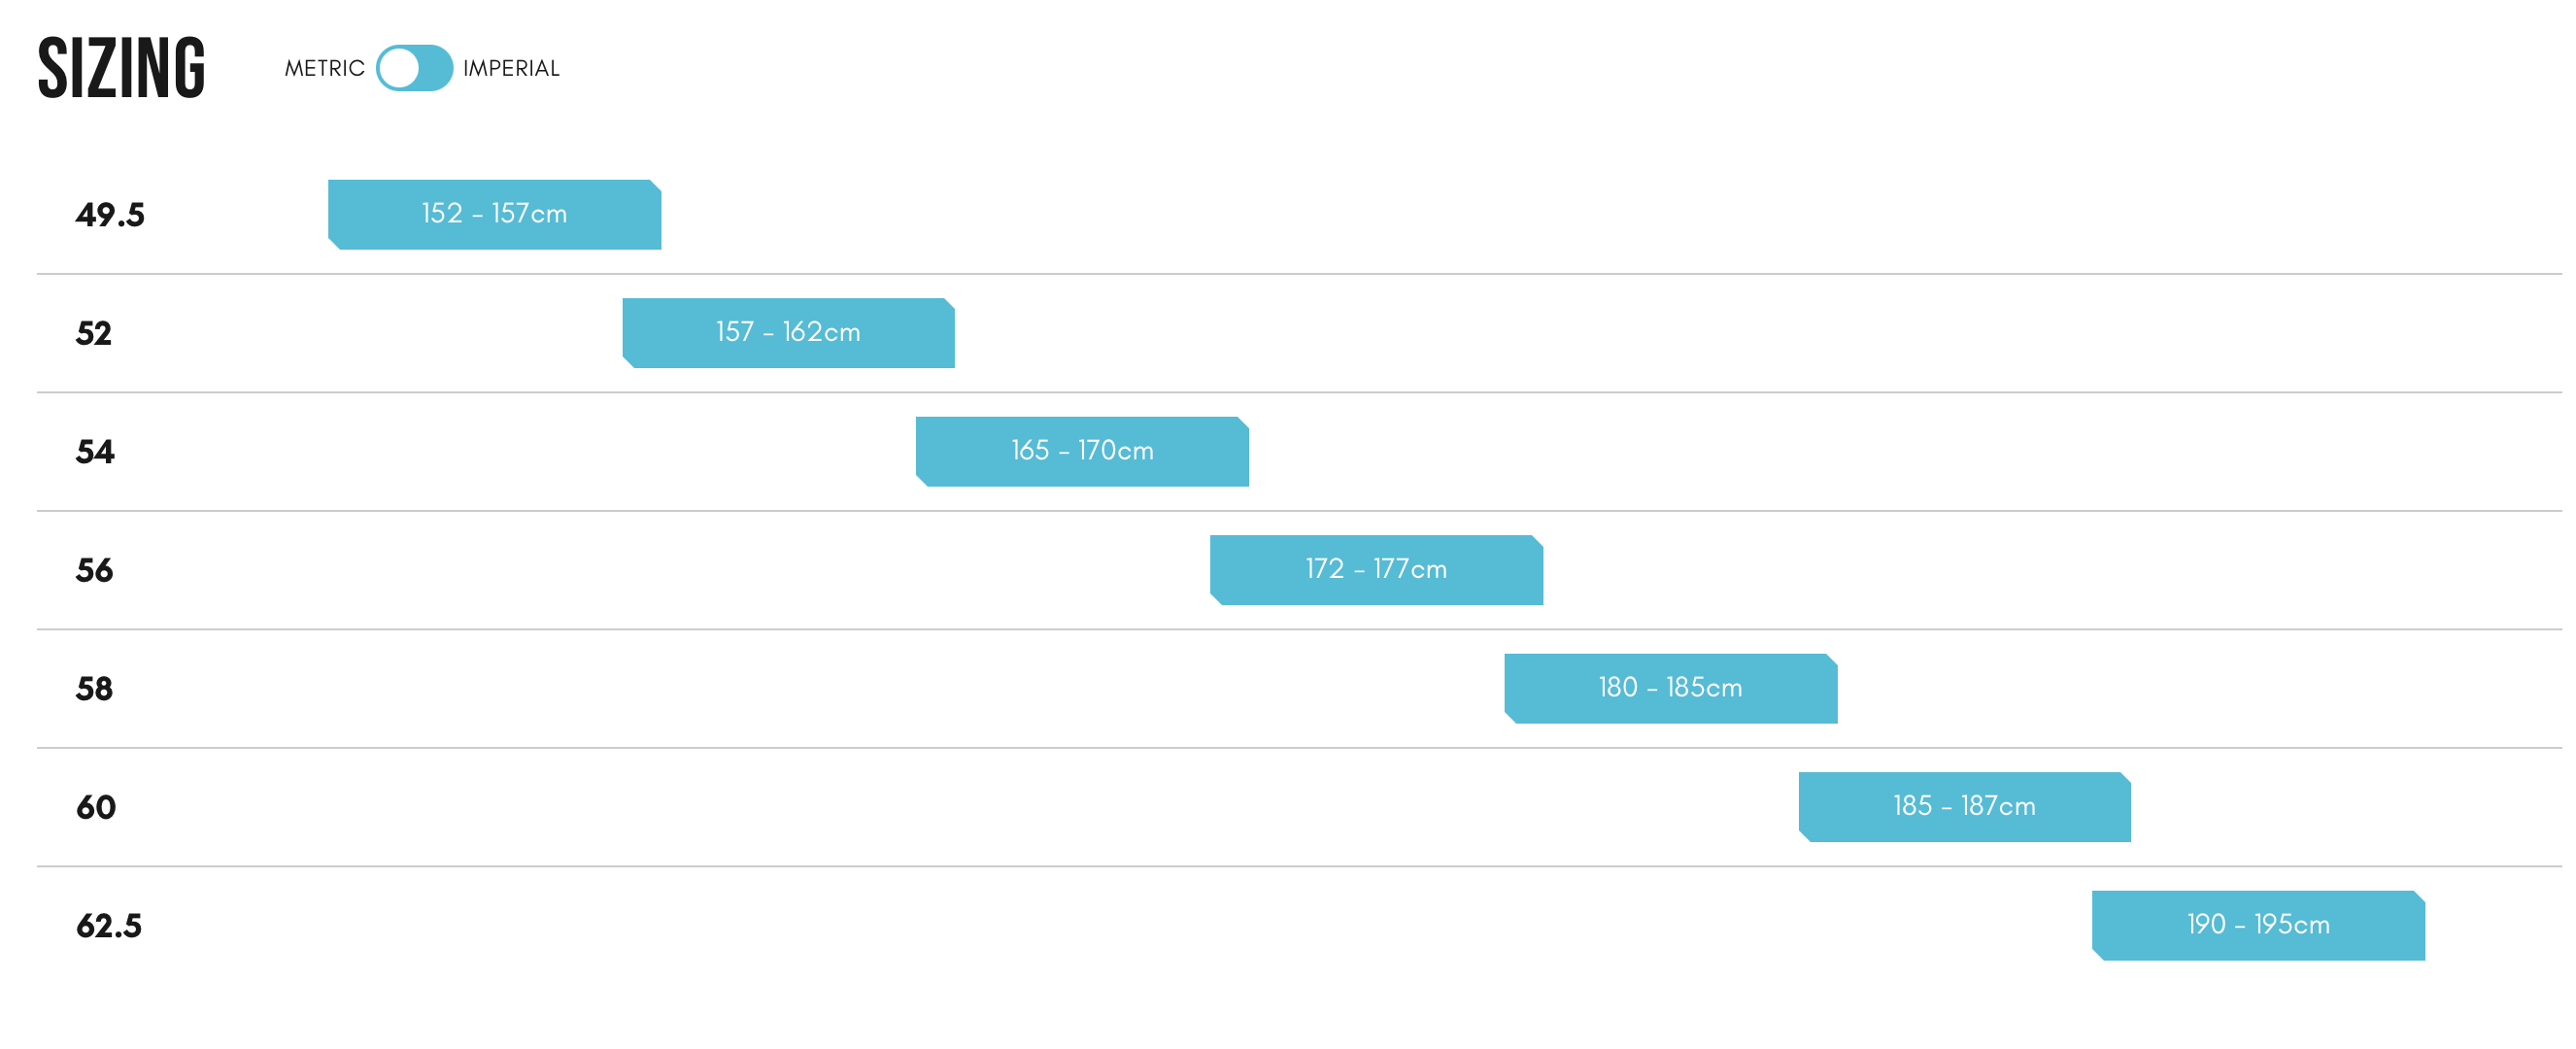 SIZING
METRIC IMPERIAL
49.5 152 – 157cm
52 157 – 162cm
54 165 – 170cm
56 172 – 177cm
58 180 – 185cm
60 185 – 187cm
62.5 190 – 195cm